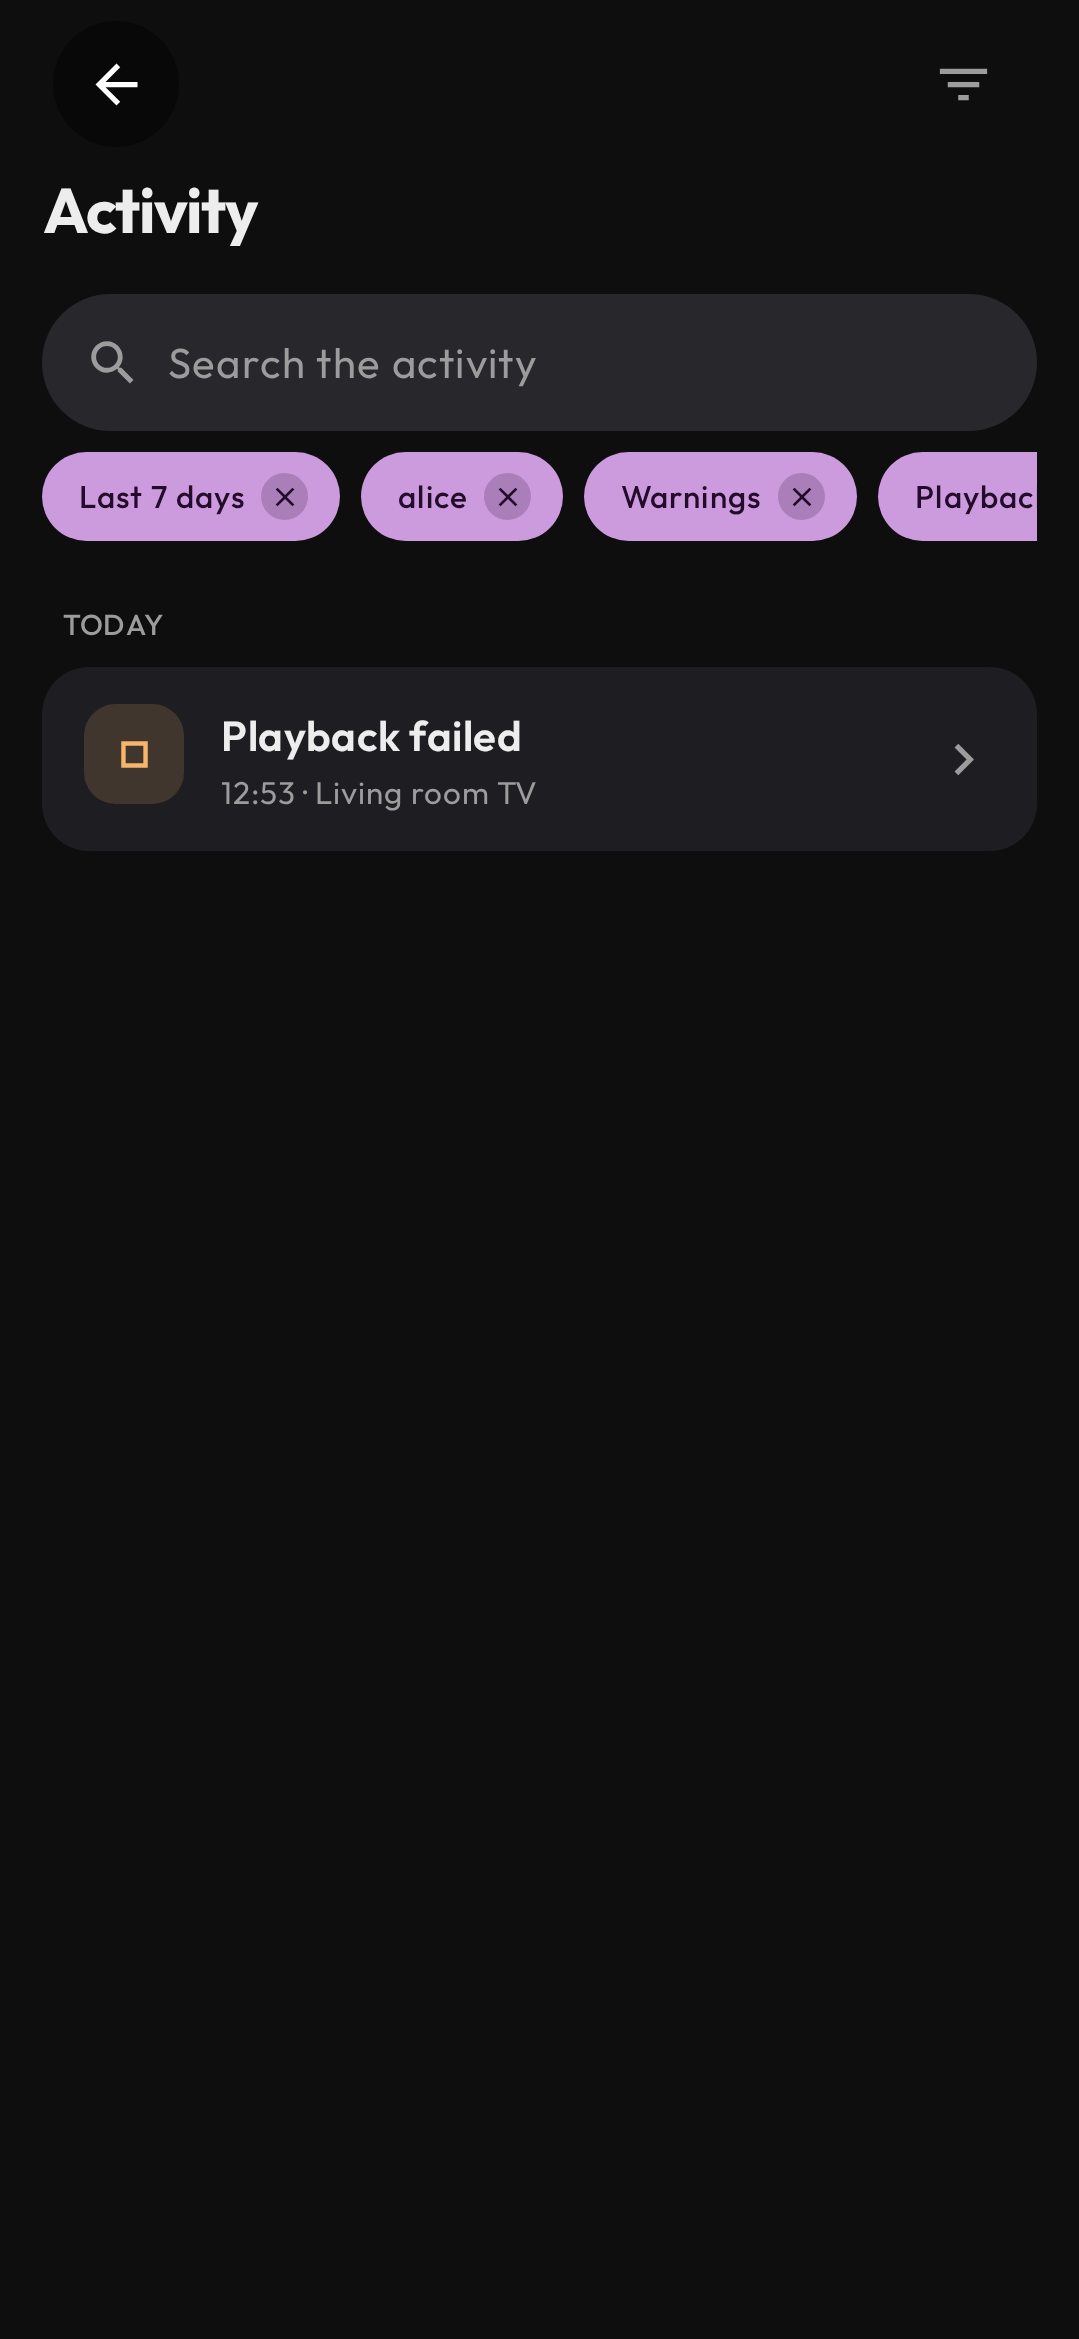 Activity
Search the activity
Last 7 days alice Warnings Playbac
TODAY
Playback failed
12:53 · Living room TV